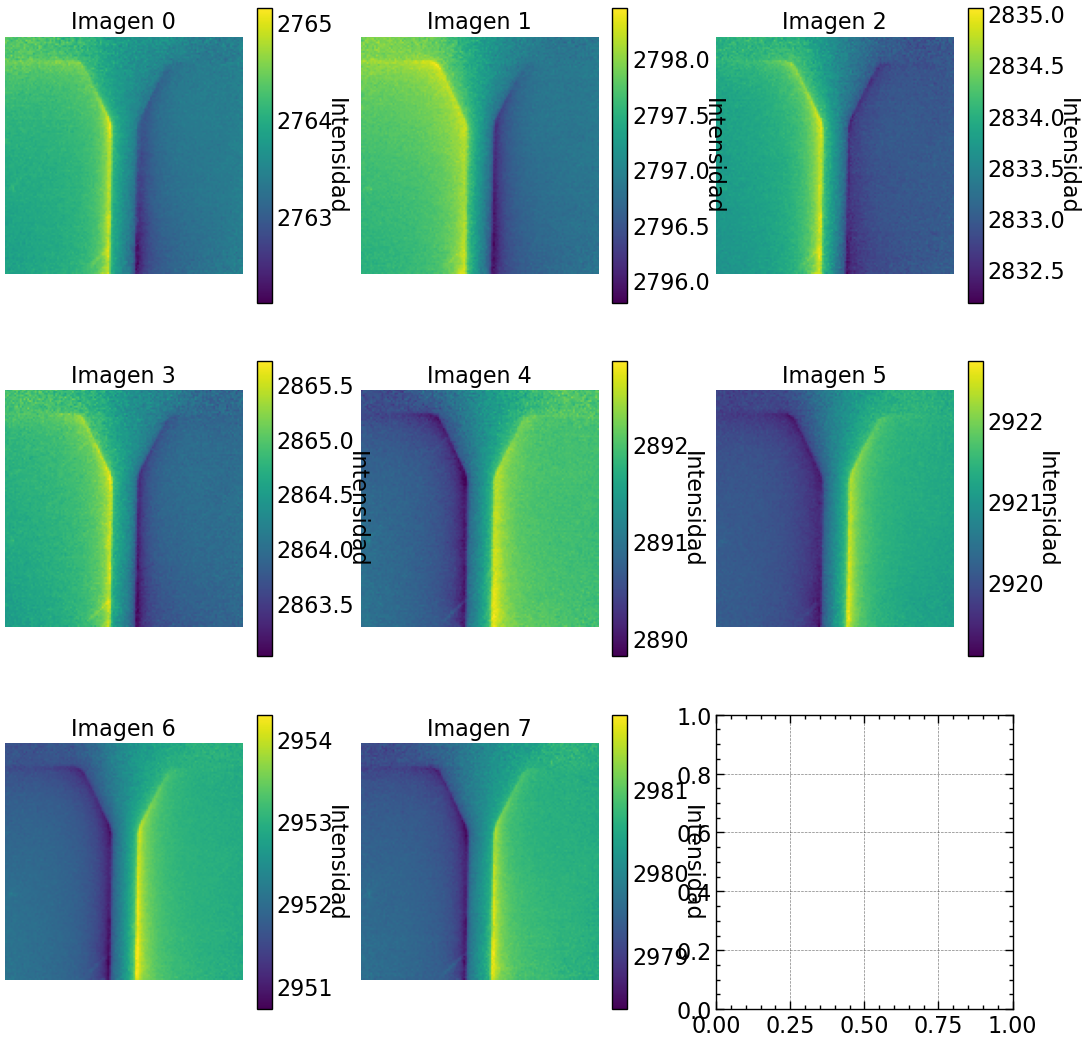 Imagen 0
2765
2764
2763
Intensidad
Imagen 1
2798.0
2797.5
2797.0
2796.5
2796.0
Intensidad
Imagen 2
2835.0
2834.5
2834.0
2833.5
2833.0
2832.5
Intensidad
Imagen 3
2865.5
2865.0
2864.5
2864.0
2863.5
Intensidad
Imagen 4
2892
2891
2890
Intensidad
Imagen 5
2922
2921
2920
Intensidad
Imagen 6
2954
2953
2952
2951
Intensidad
Imagen 7
2981
2980
2979
Intensidad
1.0
0.8
0.6
0.4
0.2
0.0
0.00 0.25 0.50 0.75 1.00